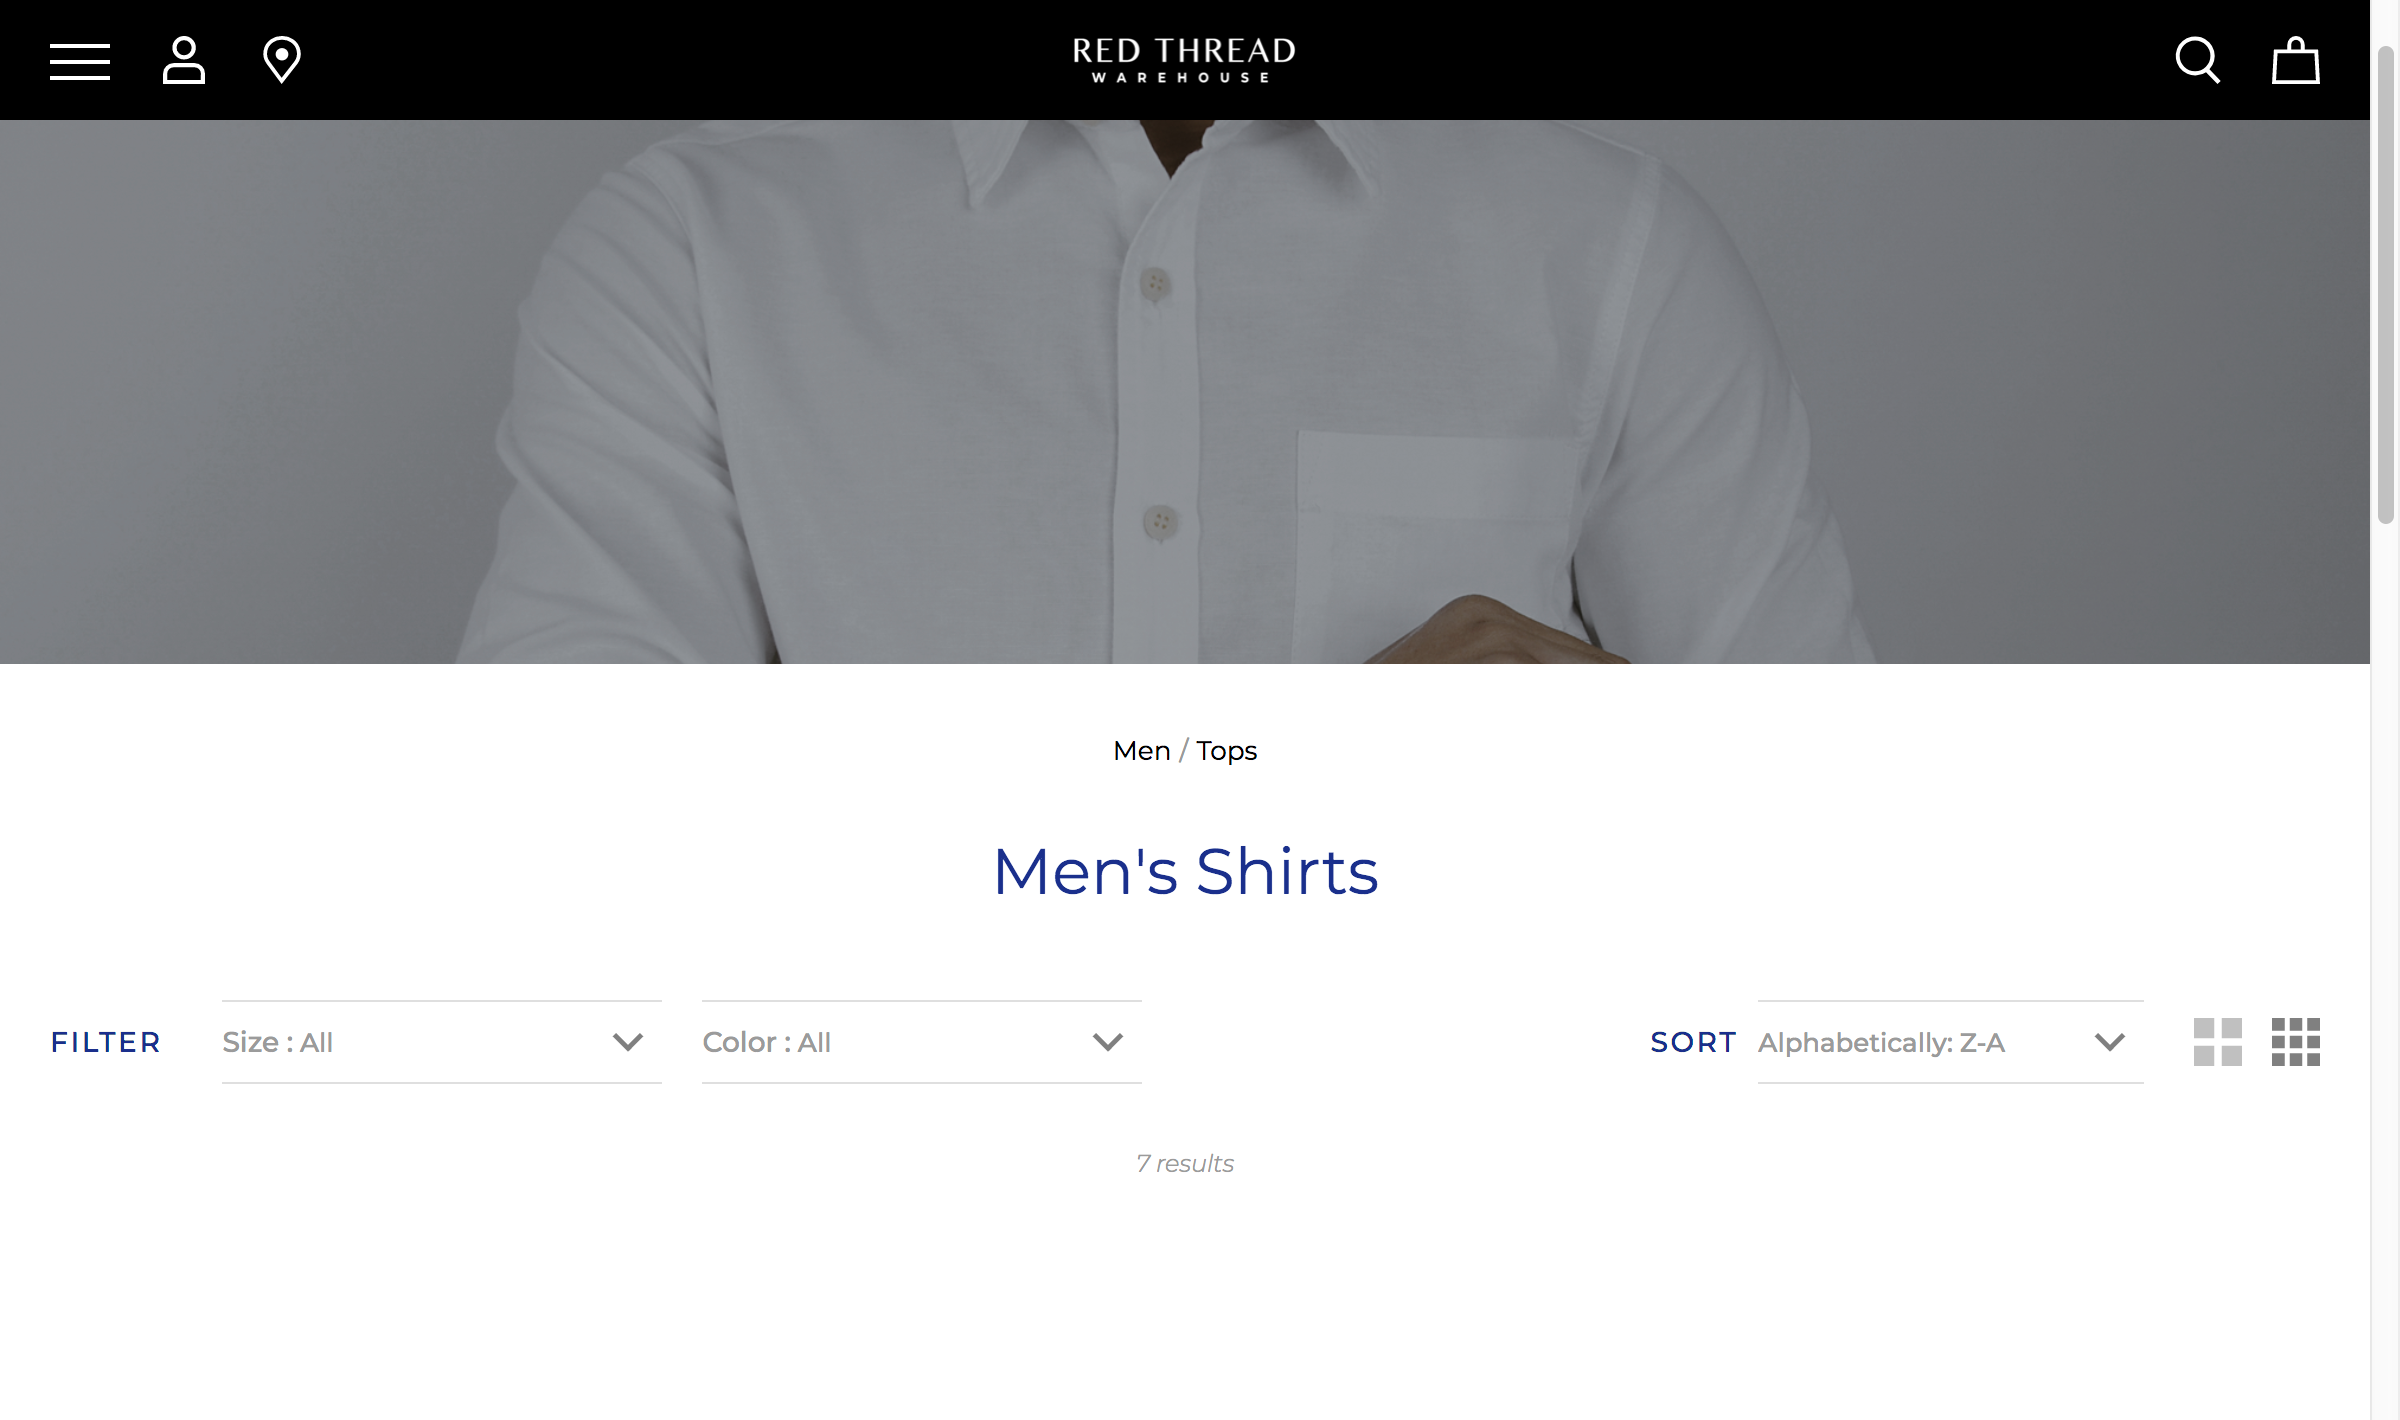 RED THREAD
WAREHOUSE
Men / Tops
Men's Shirts
FILTER Size : All Color : All SORT Alphabetically: Z-A
7 results